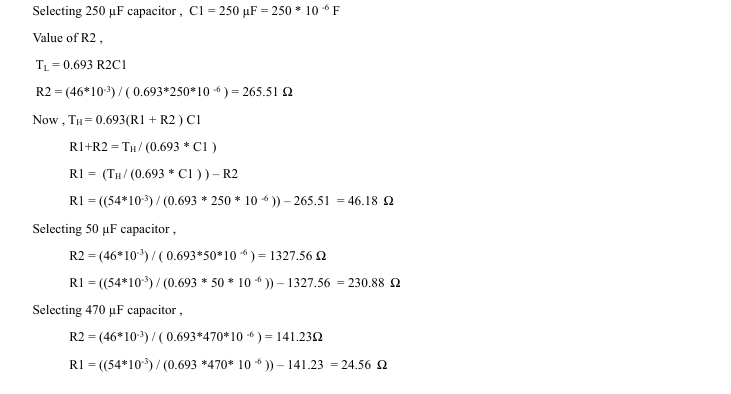 Selecting 250 µF capacitor , C1 = 250 µF = 250 * 10 ⁻⁶ F
Value of R2 ,
T_L = 0.693 R2C1
R2 = (46*10⁻³) / ( 0.693*250*10 ⁻⁶ ) = 265.51 Ω
Now , T_H = 0.693(R1 + R2 ) C1
R1+R2 = T_H / (0.693 * C1 )
R1 = (T_H / (0.693 * C1 ) ) – R2
R1 = ((54*10⁻³) / (0.693 * 250 * 10 ⁻⁶ )) – 265.51 = 46.18 Ω
Selecting 50 µF capacitor ,
R2 = (46*10⁻³) / ( 0.693*50*10 ⁻⁶ ) = 1327.56 Ω
R1 = ((54*10⁻³) / (0.693 * 50 * 10 ⁻⁶ )) – 1327.56 = 230.88 Ω
Selecting 470 µF capacitor ,
R2 = (46*10⁻³) / ( 0.693*470*10 ⁻⁶ ) = 141.23Ω
R1 = ((54*10⁻³) / (0.693 *470* 10 ⁻⁶ )) – 141.23 = 24.56 Ω